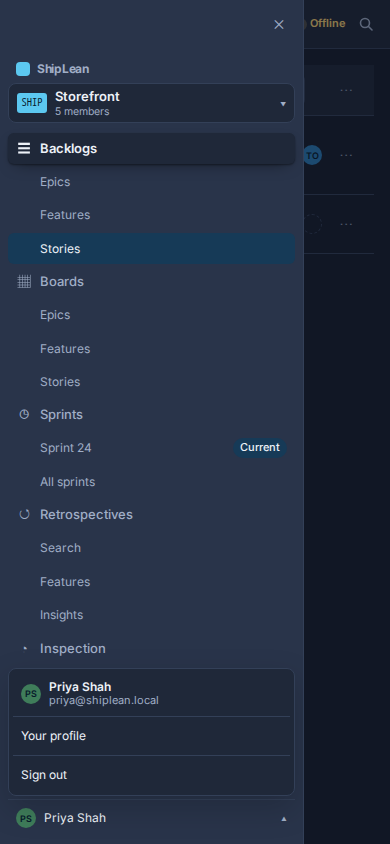 Offline
ShipLean
SHIP
Storefront
5 members
Backlogs
Epics
Features
Stories
Boards
Epics
Features
Stories
Sprints
Sprint 24 Current
All sprints
Retrospectives
Search
Features
Insights
Inspection
PS
Priya Shah
priya@shiplean.local
Your profile
Sign out
PS Priya Shah
TO